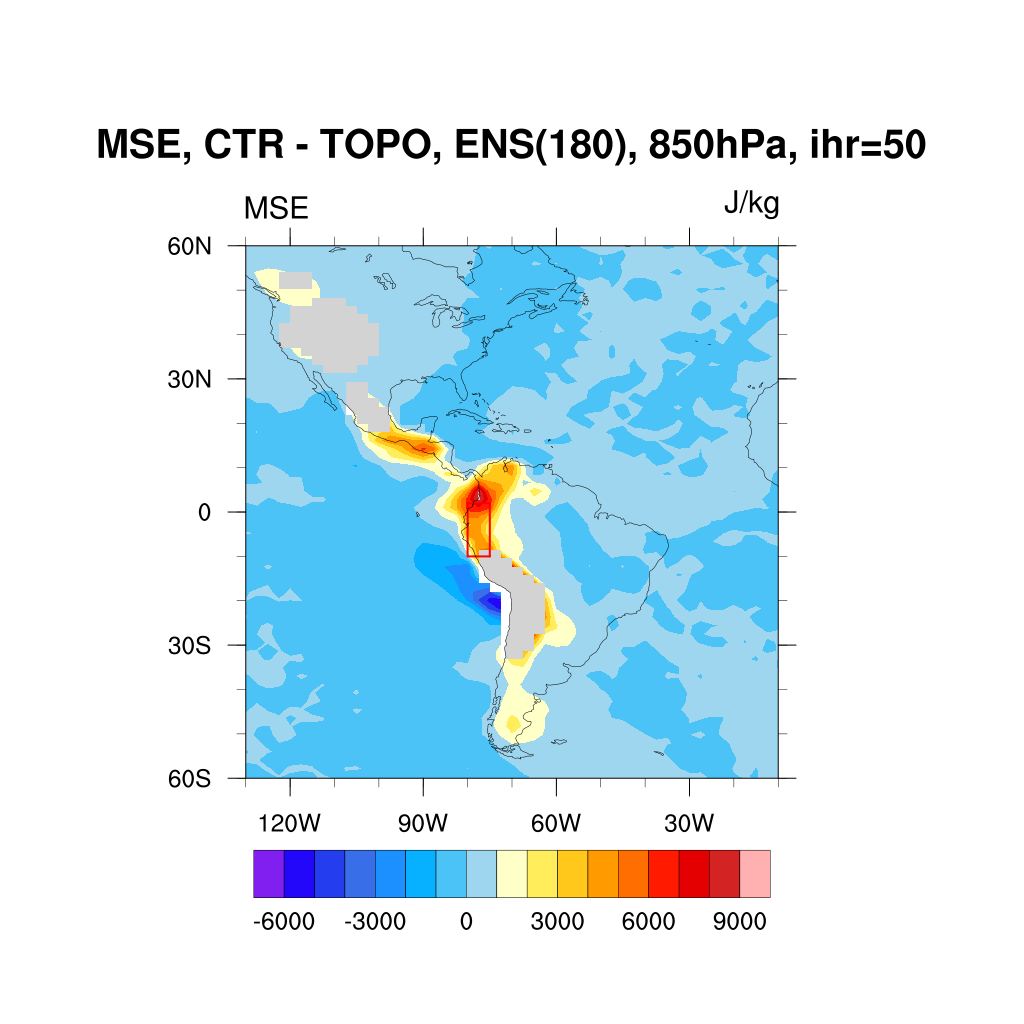 MSE, CTR - TOPO, ENS(180), 850hPa, ihr=50
MSE J/kg
60N
30N
0
30S
60S
120W 90W 60W 30W
-6000 -3000 0 3000 6000 9000